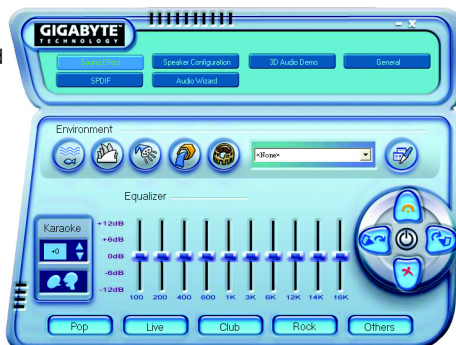 GIGABYTE™
TECHNOLOGY
Sound Effect Speaker Configuration 3D Audio Demo General
SPDIF Audio Wizard
Environment
<None>
Equalizer
Karaoke
+0
+12dB
+6dB
0dB
-6dB
-12dB
100 200 400 600 1K 3K 6K 12K 14K 16K
Pop Live Club Rock Others